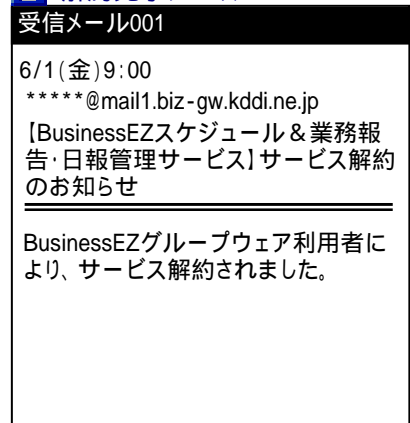 受信メール001
6/1(金)9:00
*****@mail1.biz-gw.kddi.ne.jp
【BusinessEZスケジュール&業務報
告・日報管理サービス】サービス解約
のお知らせ
BusinessEZグループウェア利用者に
より、サービス解約されました。